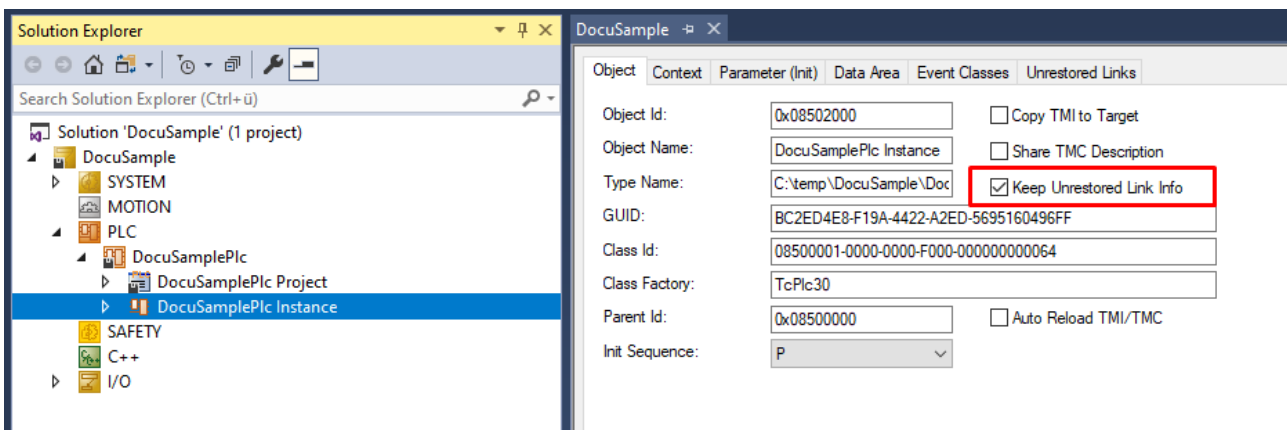 Solution Explorer
Search Solution Explorer (Ctrl+ü)
Solution 'DocuSample' (1 project)
DocuSample
SYSTEM
MOTION
PLC
DocuSamplePlc
DocuSamplePlc Project
DocuSamplePlc Instance
SAFETY
C++
I/O
DocuSample
Object Context Parameter (Init) Data Area Event Classes Unrestored Links
Object Id: 0x08502000 Copy TMI to Target
Object Name: DocuSamplePlc Instance Share TMC Description
Type Name: C:\temp\DocuSample\Doc Keep Unrestored Link Info
GUID: BC2ED4E8-F19A-4422-A2ED-5695160496FF
Class Id: 08500001-0000-0000-F000-000000000064
Class Factory: TcPlc30
Parent Id: 0x08500000 Auto Reload TMI/TMC
Init Sequence: P